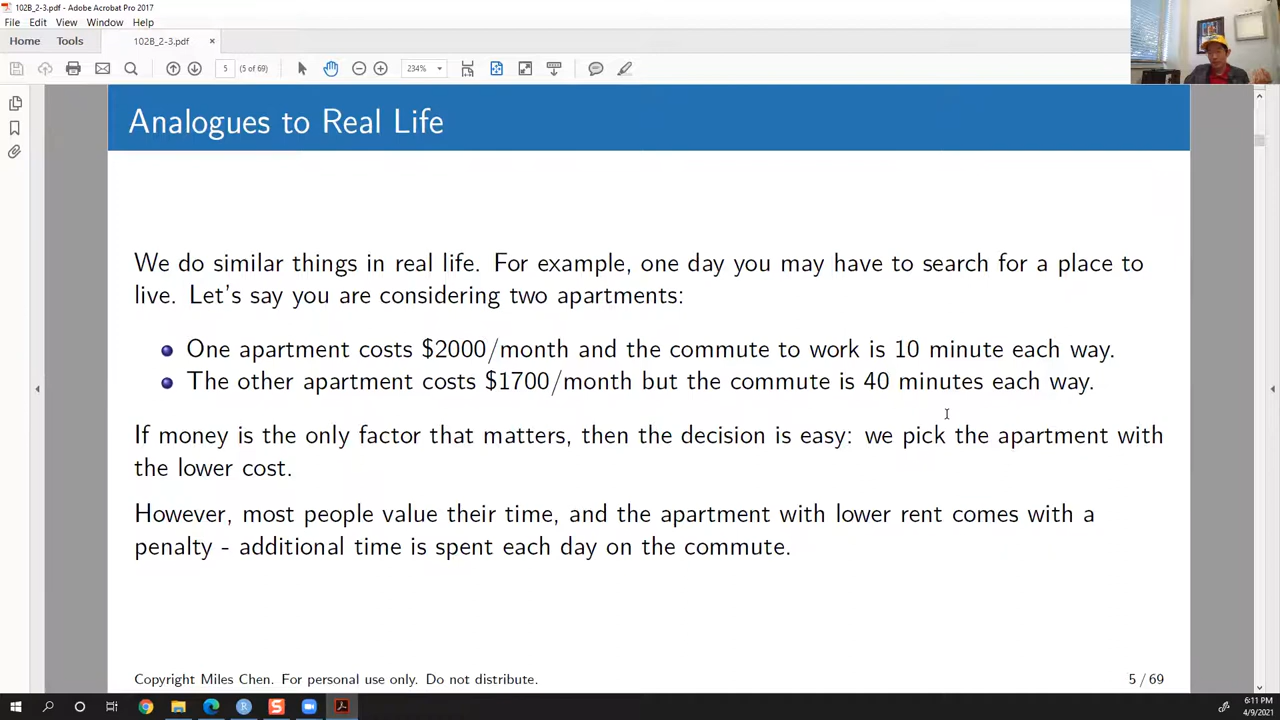 102B_2-3.pdf - Adobe Acrobat Pro 2017
File Edit View Window Help
Home Tools 102B_2-3.pdf ×
5 (5 of 69) 234%
Analogues to Real Life
We do similar things in real life. For example, one day you may have to search for a place to
live. Let's say you are considering two apartments:
One apartment costs $2000/month and the commute to work is 10 minute each way.
The other apartment costs $1700/month but the commute is 40 minutes each way.
If money is the only factor that matters, then the decision is easy: we pick the apartment with
the lower cost.
However, most people value their time, and the apartment with lower rent comes with a
penalty - additional time is spent each day on the commute.
Copyright Miles Chen. For personal use only. Do not distribute. 5 / 69
6:11 PM
4/9/2021